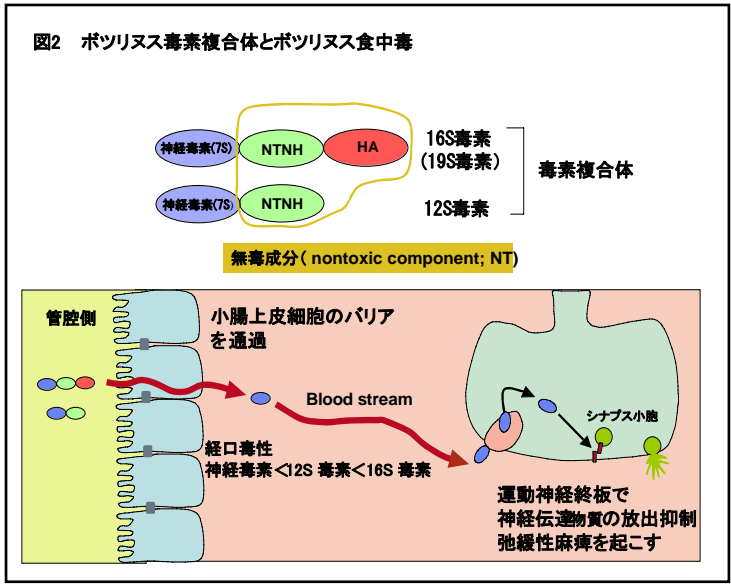 図2 ボツリヌス毒素複合体とボツリヌス食中毒
神経毒素(7S)
NTNH
HA
16S毒素
(19S毒素)
神経毒素(7S)
NTNH
12S毒素
毒素複合体
無毒成分( nontoxic component; NT)
管腔側
小腸上皮細胞のバリア
を通過
Blood stream
シナプス小胞
経口毒性
神経毒素<12S 毒素<16S 毒素
運動神経終板で
神経伝達物質の放出抑制
弛緩性麻痺を起こす